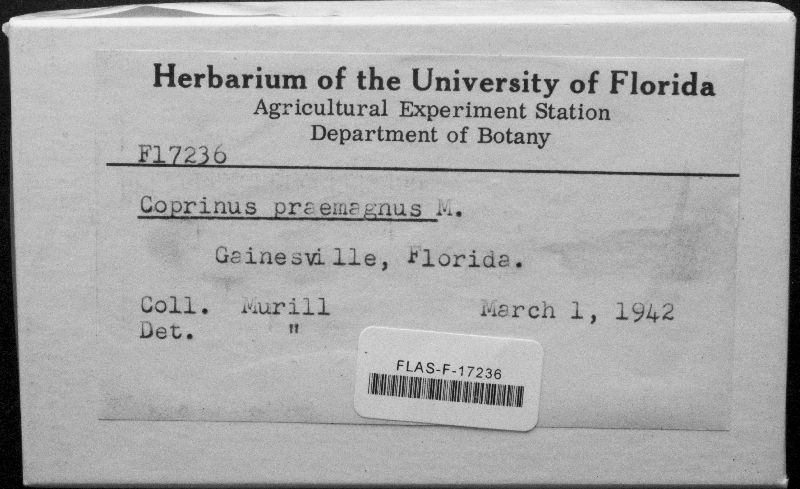 Herbarium of the University of Florida
Agricultural Experiment Station
Department of Botany
F17236
Coprinus praemagnus M.
Gainesville, Florida.
Coll. Murill March 1, 1942
Det. "
FLAS-F-17236